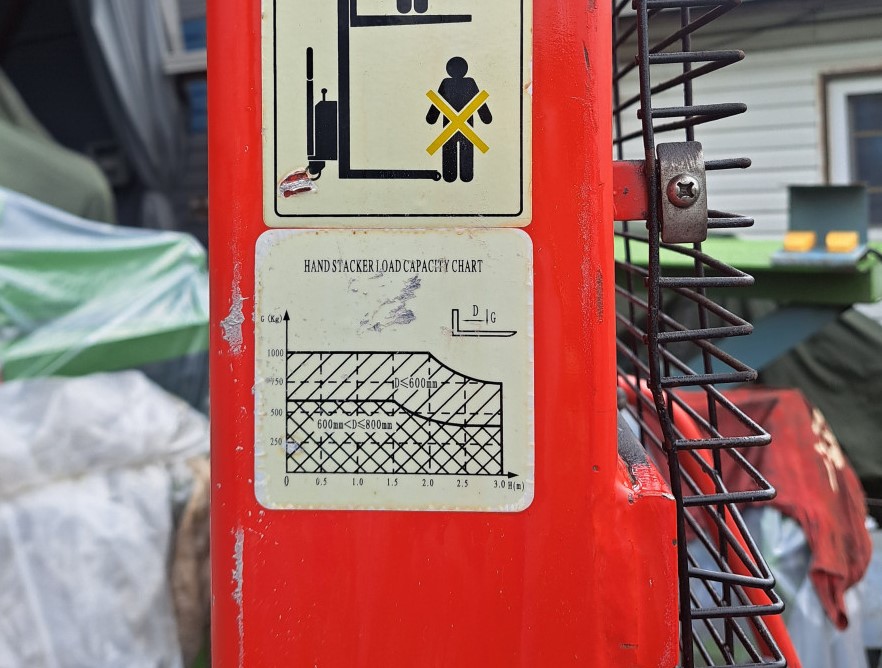 HAND STACKER LOAD CAPACITY CHART
D
G
G (Kg)
1000
750
D≤600mm
500
600mm<D≤800mm
250
0 0.5 1.0 1.5 2.0 2.5 3.0 H(m)